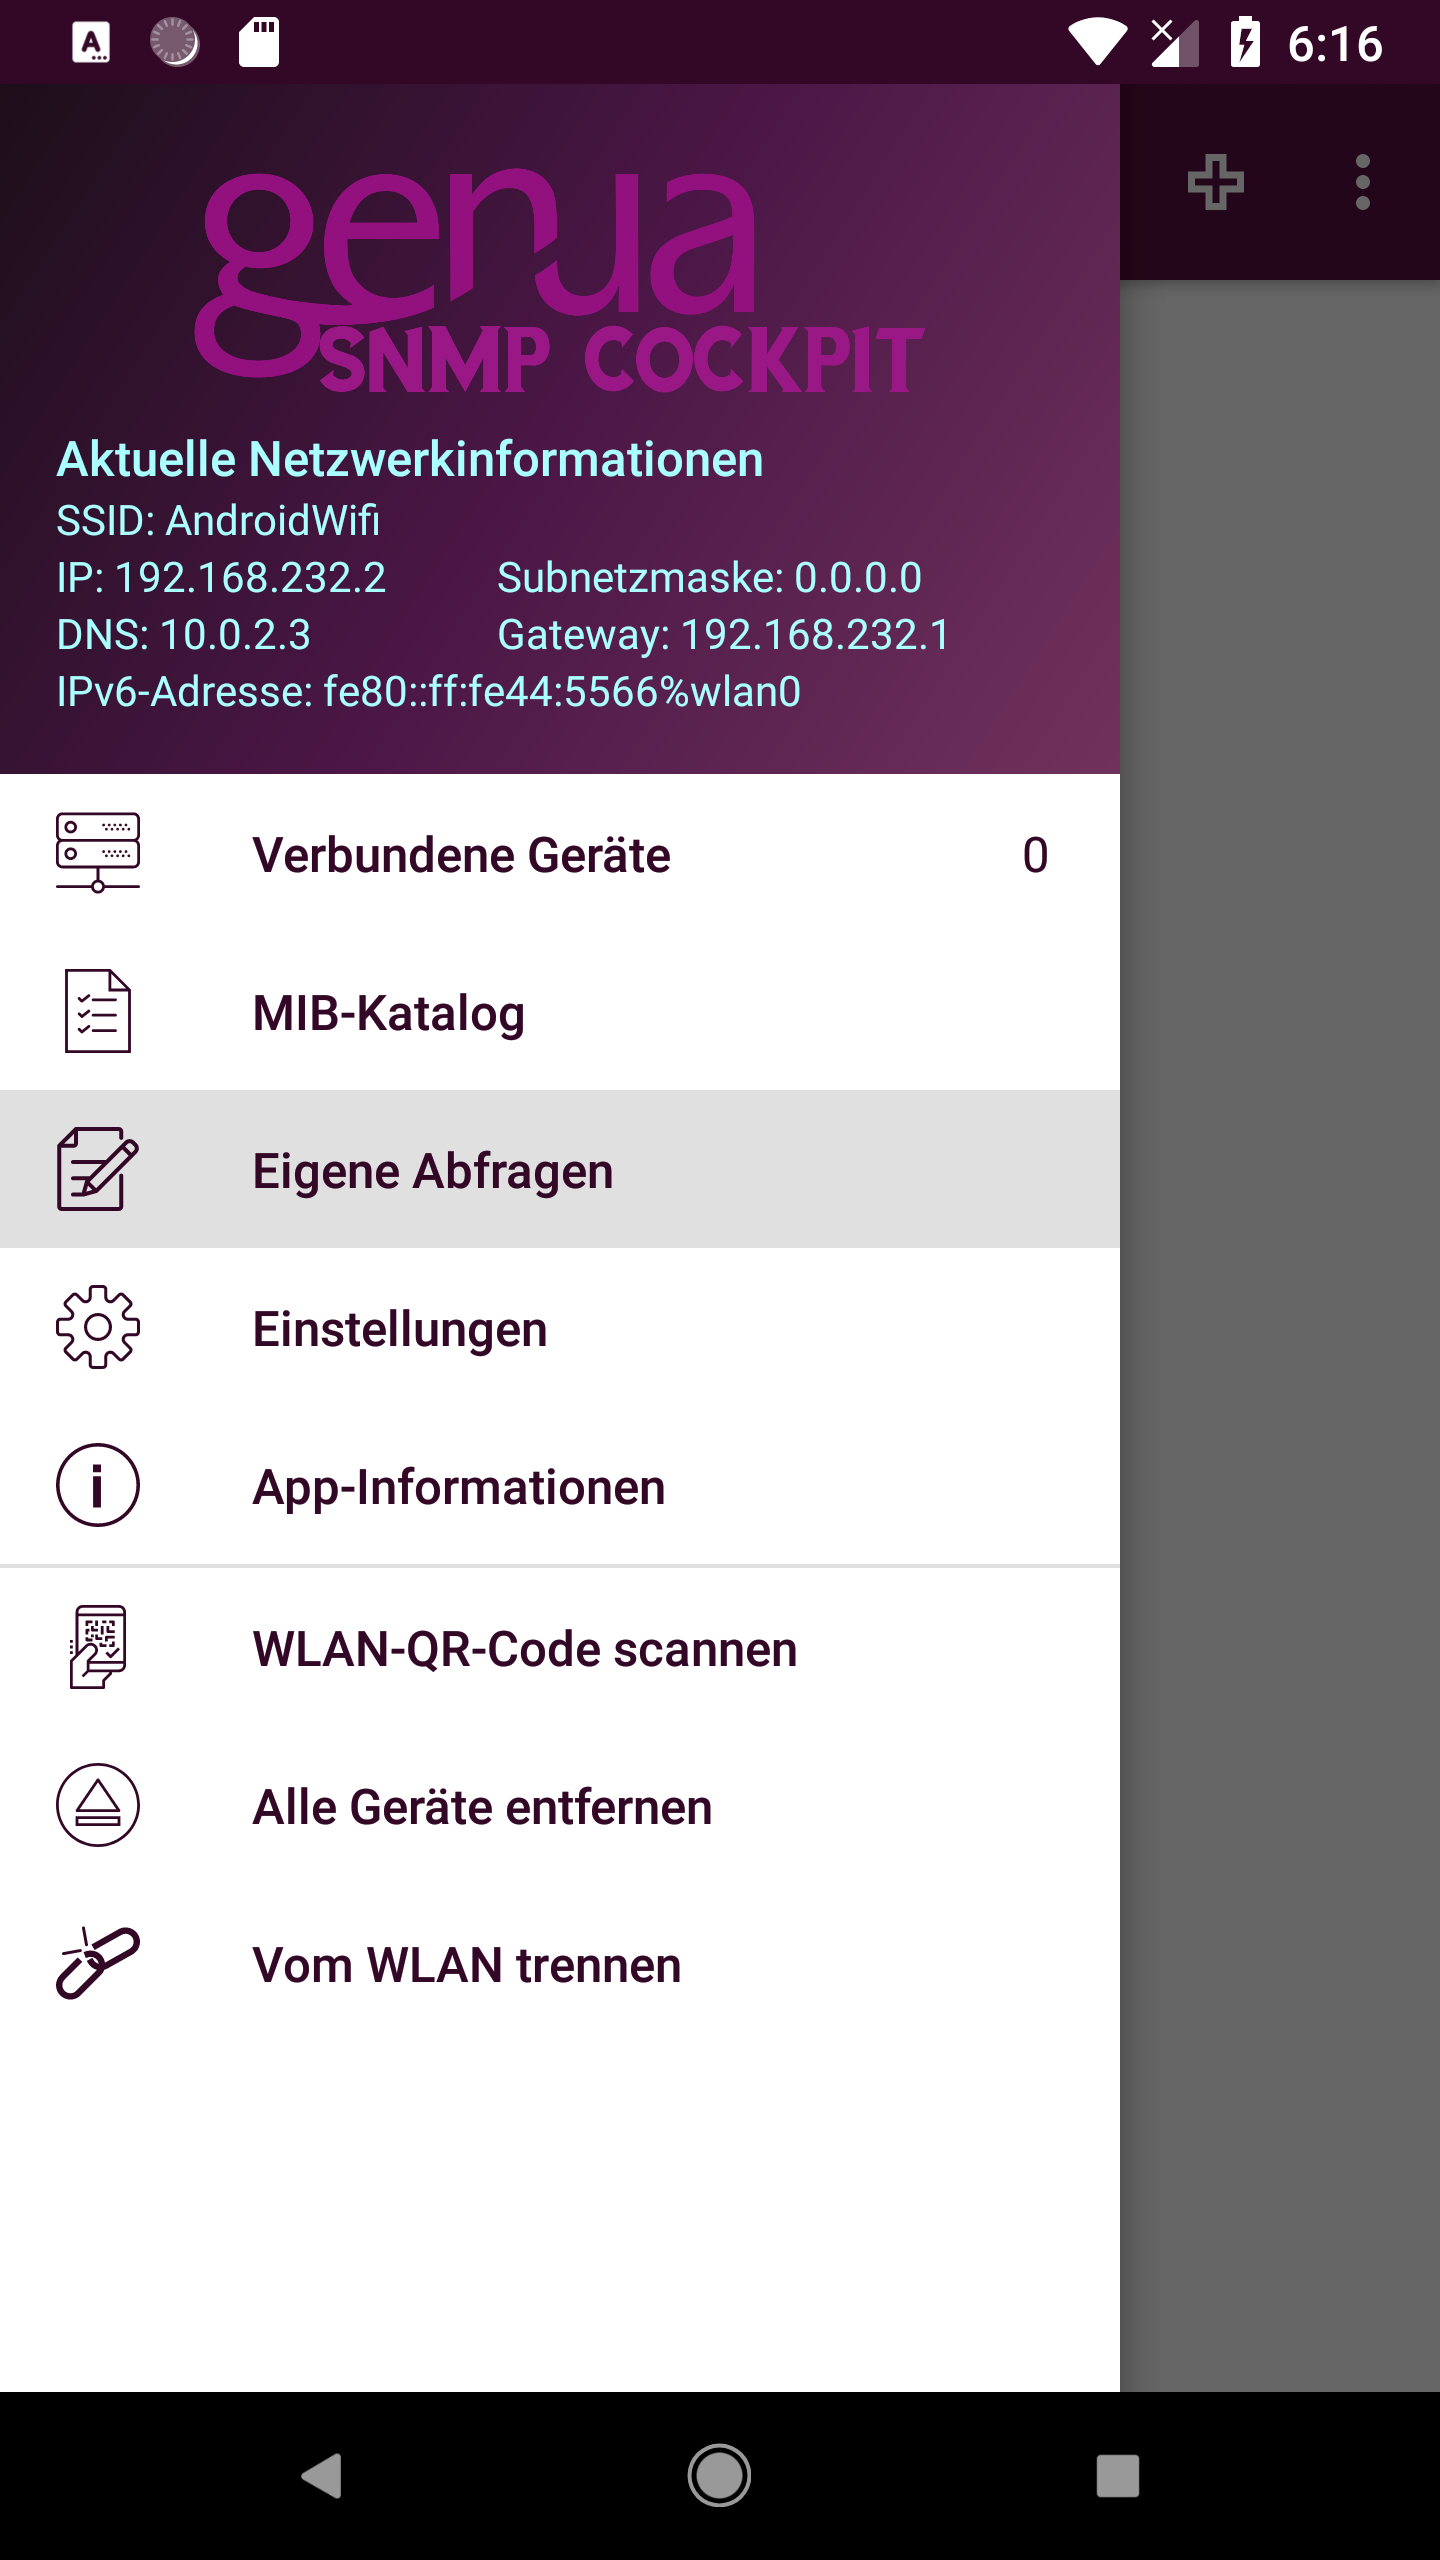 6:16
genua
SNMP COCKPIT
Aktuelle Netzwerkinformationen
SSID: AndroidWifi
IP: 192.168.232.2 Subnetzmaske: 0.0.0.0
DNS: 10.0.2.3 Gateway: 192.168.232.1
IPv6-Adresse: fe80::ff:fe44:5566%wlan0
Verbundene Geräte 0
MIB-Katalog
Eigene Abfragen
Einstellungen
App-Informationen
WLAN-QR-Code scannen
Alle Geräte entfernen
Vom WLAN trennen